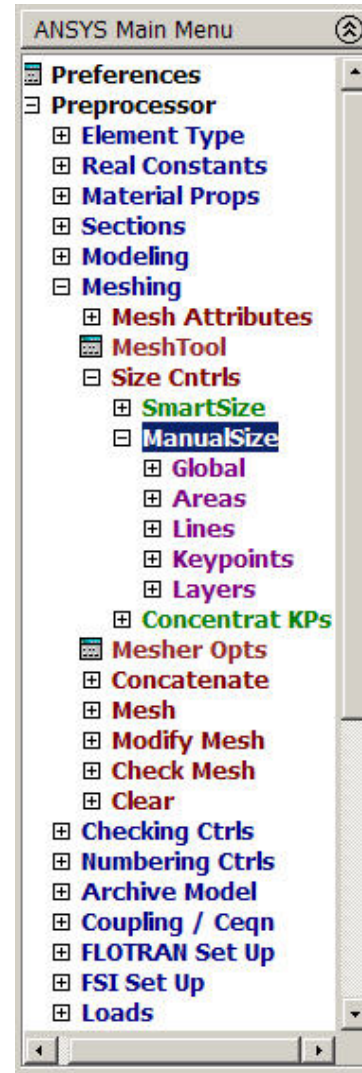 ANSYS Main Menu
Preferences
Preprocessor
Element Type
Real Constants
Material Props
Sections
Modeling
Meshing
Mesh Attributes
MeshTool
Size Cntrls
SmartSize
ManualSize
Global
Areas
Lines
Keypoints
Layers
Concentrat KPs
Mesher Opts
Concatenate
Mesh
Modify Mesh
Check Mesh
Clear
Checking Ctrls
Numbering Ctrls
Archive Model
Coupling / Ceqn
FLOTRAN Set Up
FSI Set Up
Loads